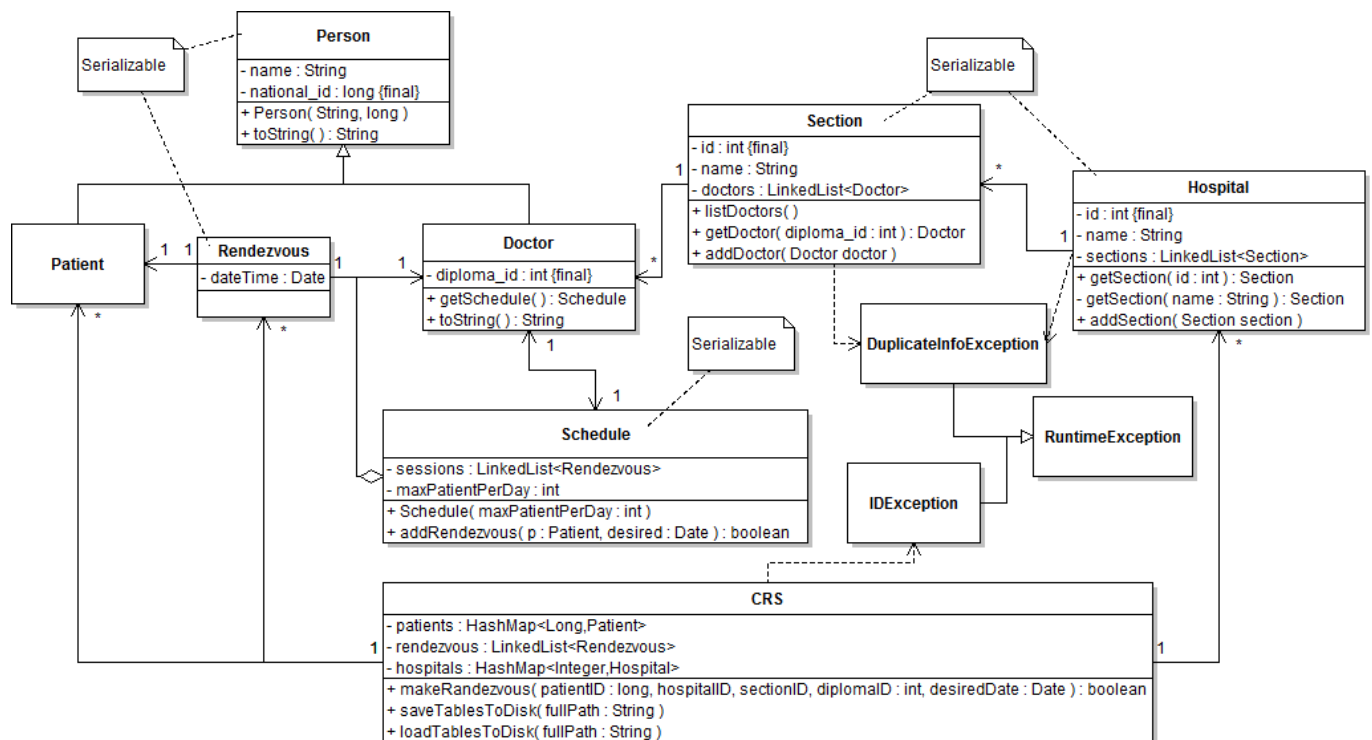 Person
- name : String
- national_id : long {final}
+ Person( String, long )
+ toString( ) : String
Serializable
Serializable
Section
- id : int {final}
- name : String
- doctors : LinkedList<Doctor>
+ listDoctors( )
+ getDoctor( diploma_id : int ) : Doctor
+ addDoctor( Doctor doctor )
Hospital
- id : int {final}
- name : String
- sections : LinkedList<Section>
+ getSection( id : int ) : Section
- getSection( name : String ) : Section
+ addSection( Section section )
1
*
*
1
Patient
1
1
Rendezvous
- dateTime : Date
1
1
Doctor
- diploma_id : int {final}
+ getSchedule( ) : Schedule
+ toString( ) : String
*
*
*
1
1
Serializable
DuplicateInfoException
*
RuntimeException
IDException
Schedule
- sessions : LinkedList<Rendezvous>
- maxPatientPerDay : int
+ Schedule( maxPatientPerDay : int )
+ addRendezvous( p : Patient, desired : Date ) : boolean
1
1
CRS
- patients : HashMap<Long,Patient>
- rendezvous : LinkedList<Rendezvous>
- hospitals : HashMap<Integer,Hospital>
+ makeRandezvous( patientID : long, hospitalID, sectionID, diplomaID : int, desiredDate : Date ) : boolean
+ saveTablesToDisk( fullPath : String )
+ loadTablesToDisk( fullPath : String )